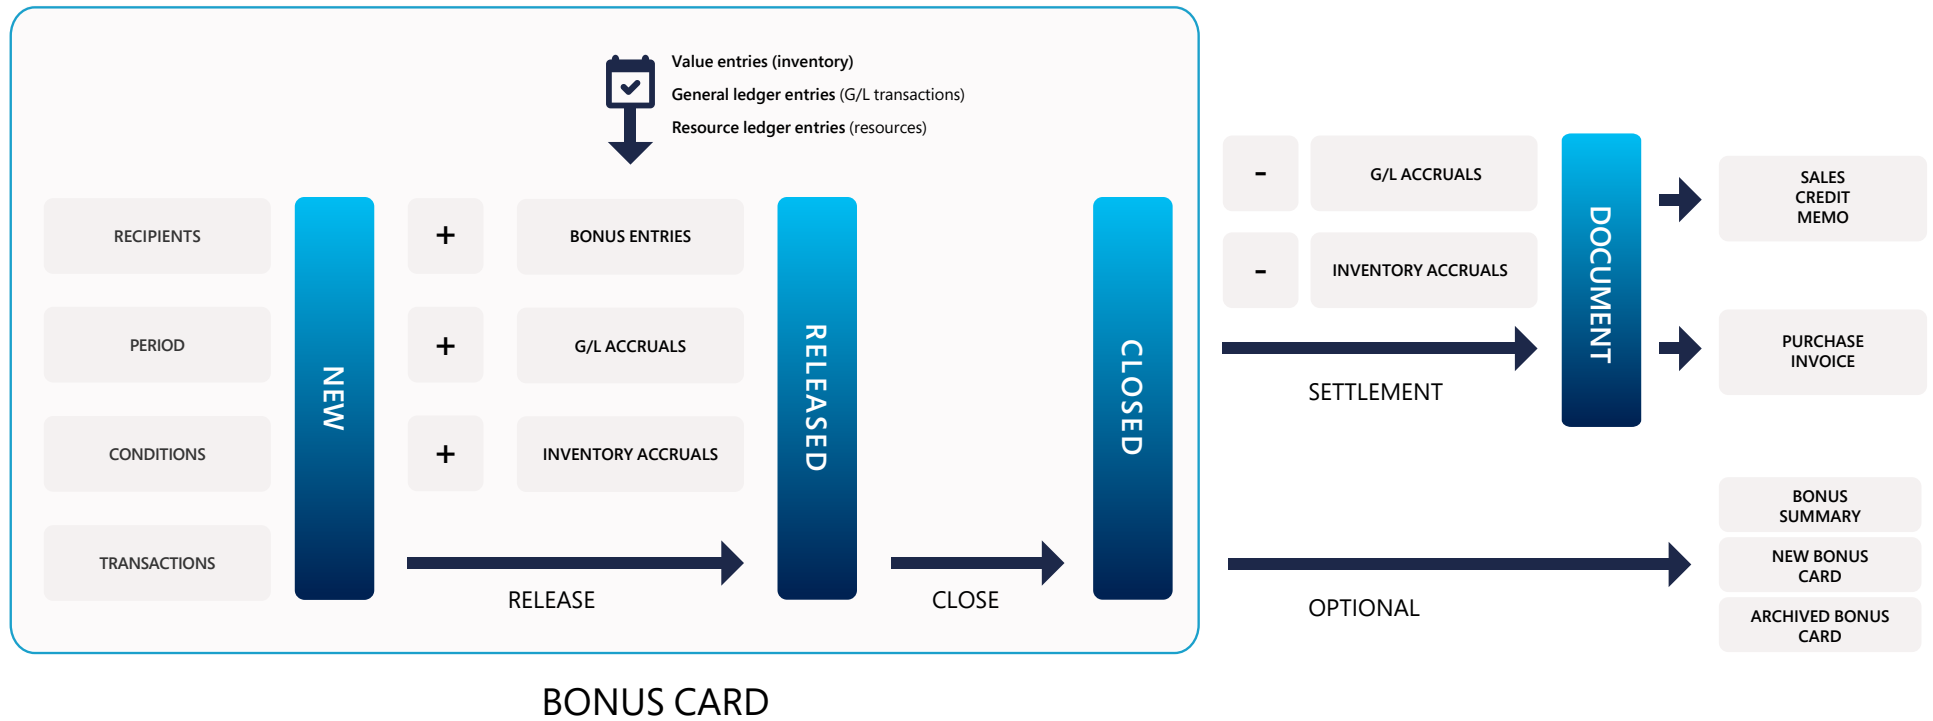 Value entries (inventory)
General ledger entries (G/L transactions)
Resource ledger entries (resources)
RECIPIENTS
PERIOD
CONDITIONS
TRANSACTIONS
NEW
+
BONUS ENTRIES
+
G/L ACCRUALS
+
INVENTORY ACCRUALS
RELEASE
RELEASED
CLOSE
CLOSED
-
G/L ACCRUALS
-
INVENTORY ACCRUALS
SETTLEMENT
DOCUMENT
SALES
CREDIT
MEMO
PURCHASE
INVOICE
OPTIONAL
BONUS
SUMMARY
NEW BONUS
CARD
ARCHIVED BONUS
CARD
BONUS CARD